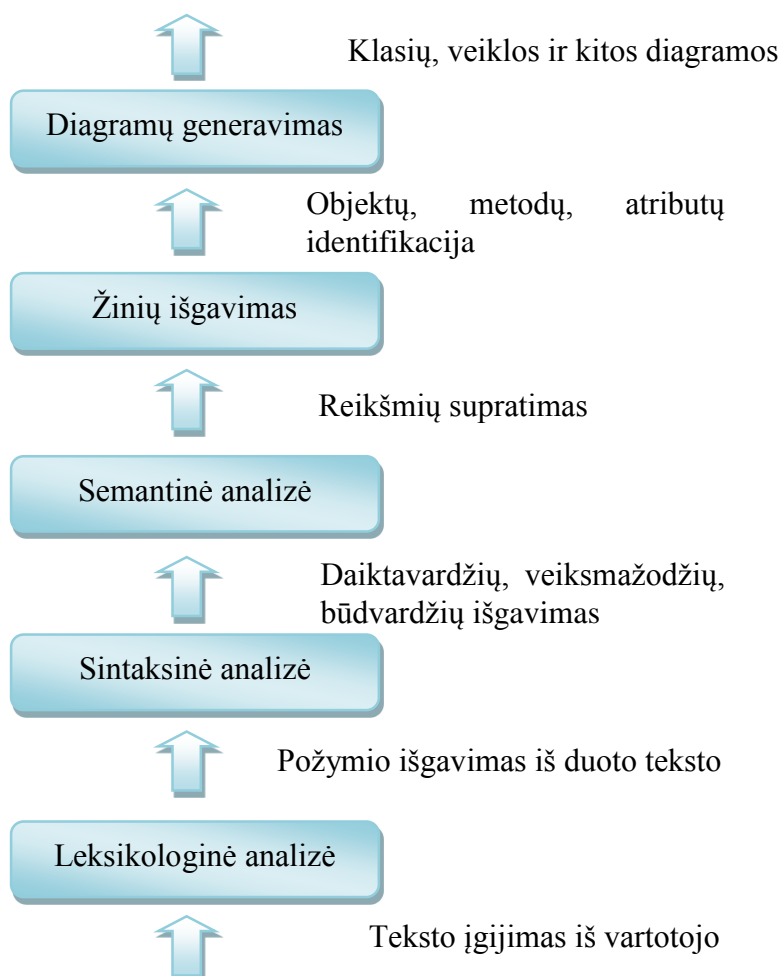 Klasių, veiklos ir kitos diagramos
Diagramų generavimas
Objektų, metodų, atributų
identifikacija
Žinių išgavimas
Reikšmių supratimas
Semantinė analizė
Daiktavardžių, veiksmažodžių,
būdvardžių išgavimas
Sintaksinė analizė
Požymio išgavimas iš duoto teksto
Leksikologinė analizė
Teksto įgijimas iš vartotojo